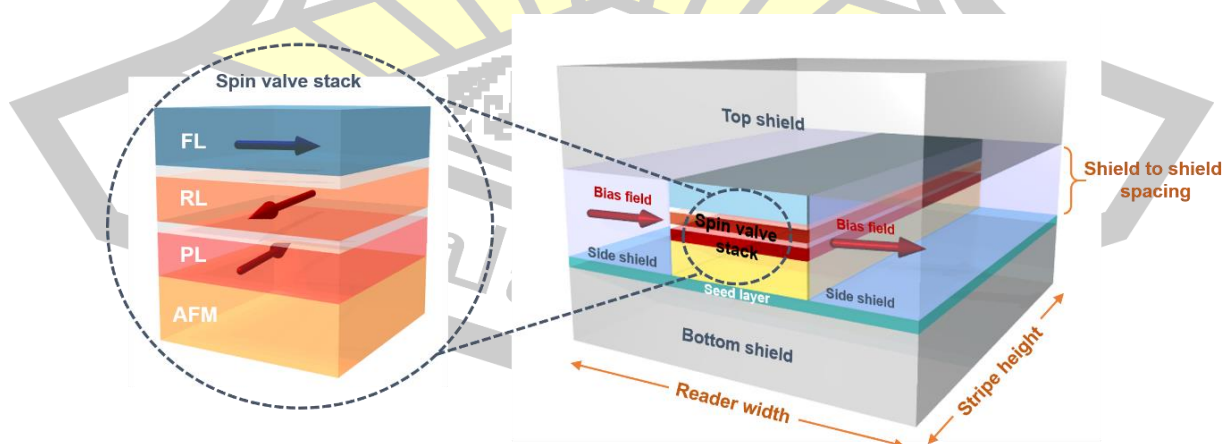 Spin valve stack
FL
RL
PL
AFM
Top shield
Shield to shield
spacing
Bias field
Spin valve
stack
Bias field
Side shield
Seed layer
Side shield
Bottom shield
Reader width
Stripe height